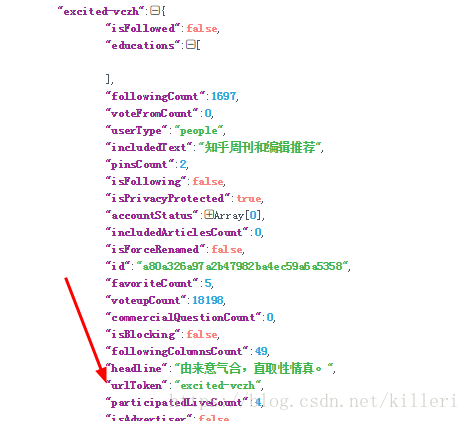 "excited-vczh":{
"isFollowed":false,
"educations":[
],
"followingCount":1697,
"voteFromCount":0,
"userType":"people",
"includedText":"知乎周刊和编辑推荐",
"pinsCount":2,
"isFollowing":false,
"isPrivacyProtected":true,
"accountStatus":Array[0],
"includedArticlesCount":0,
"isForceRenamed":false,
"id":"a80a326a97a2b47982ba4ec59a6a5358",
"favoriteCount":5,
"voteupCount":18198,
"commercialQuestionCount":0,
"isBlocking":false,
"followingColumnsCount":49,
"headline":"由来意气合，直取性情真。",
"urlToken":"excited-vczh",
"participatedLiveCount":4,
http://blog.csdn.net/killeri
"isAdvertiser":false